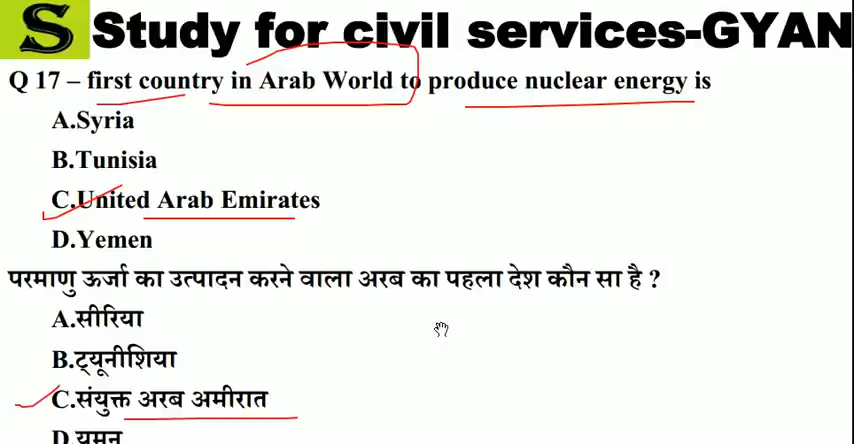 S Study for civil services-GYAN
Q 17 – first country in Arab World to produce nuclear energy is
A.Syria
B.Tunisia
C.United Arab Emirates
D.Yemen
परमाणु ऊर्जा का उत्पादन करने वाला अरब का पहला देश कौन सा है ?
A.सीरिया
B.ट्यूनीशिया
C.संयुक्त अरब अमीरात
D.यमन